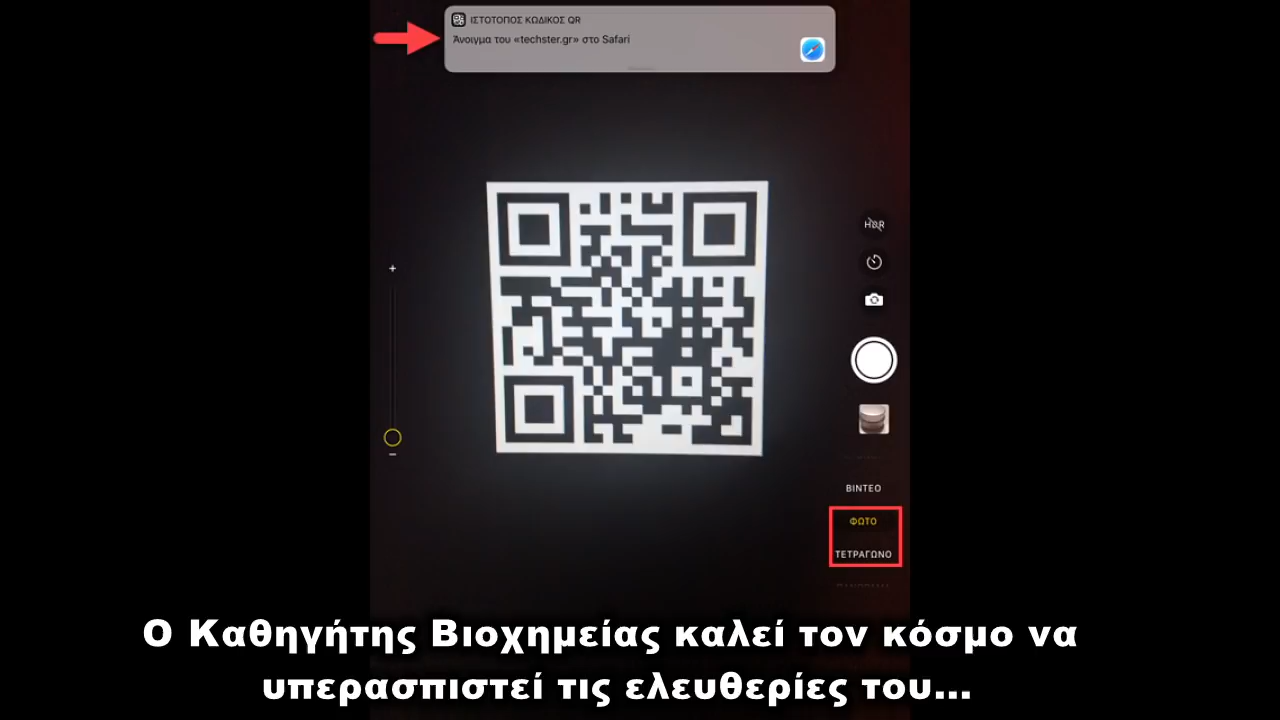 ΙΣΤΟΤΟΠΟΣ ΚΩΔΙΚΟΣ QR
Άνοιγμα του «techster.gr» στο Safari
HDR
ΒΙΝΤΕΟ
ΦΩΤΟ
ΤΕΤΡΑΓΩΝΟ
Ο Καθηγήτης Βιοχημείας καλεί τον κόσμο να
υπερασπιστεί τις ελευθερίες του...